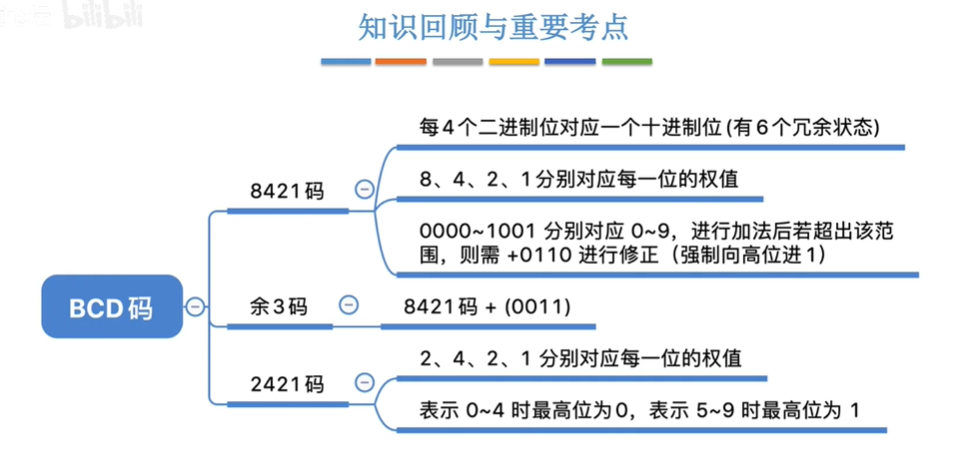 bilibili
知识回顾与重要考点
每4个二进制位对应一个十进制位(有6个冗余状态)
8421码
8、4、2、1分别对应每一位的权值
0000~1001 分别对应 0~9，进行加法后若超出该范
围，则需 +0110 进行修正（强制向高位进1）
BCD码
余3码
8421码 + (0011)
2421码
2、4、2、1 分别对应每一位的权值
表示 0~4 时最高位为0，表示 5~9 时最高位为 1